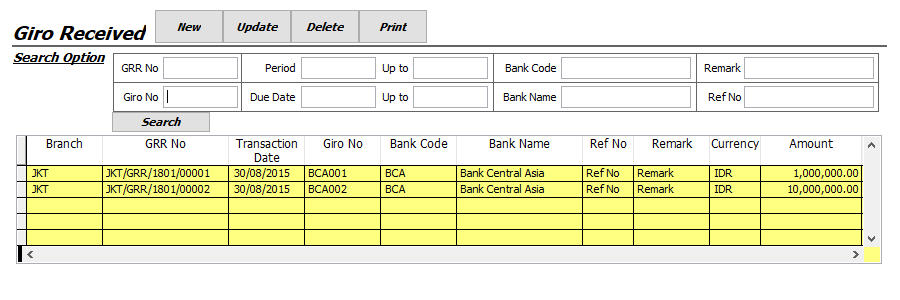 Giro Received New Update Delete Print
Search Option
GRR No Period Up to Bank Code Remark
Giro No Due Date Up to Bank Name Ref No
Search
Branch GRR No Transaction Date Giro No Bank Code Bank Name Ref No Remark Currency Amount
JKT JKT/GRR/1801/00001 30/08/2015 BCA001 BCA Bank Central Asia Ref No Remark IDR 1,000,000.00
JKT JKT/GRR/1801/00002 30/08/2015 BCA002 BCA Bank Central Asia Ref No Remark IDR 10,000,000.00